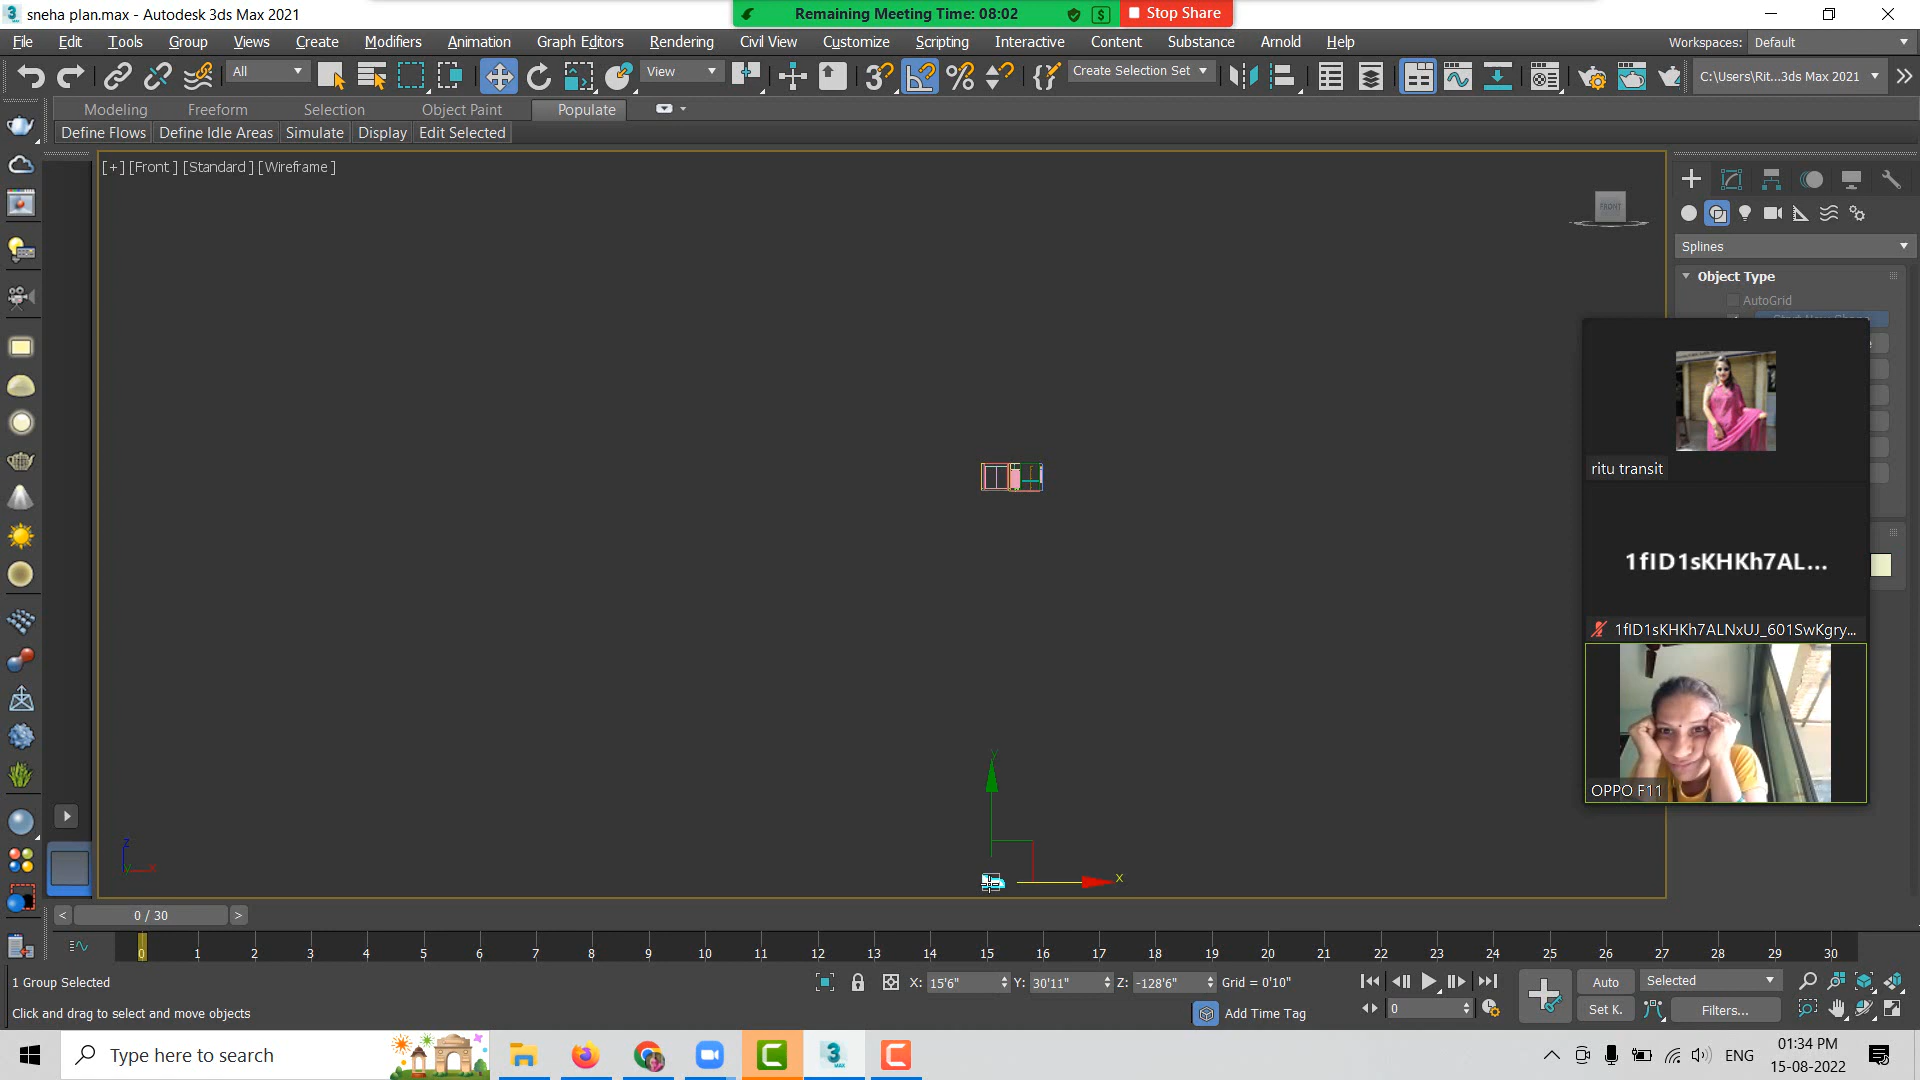 sneha plan.max - Autodesk 3ds Max 2021
Remaining Meeting Time: 08:02
Stop Share
File Edit Tools Group Views Create Modifiers Animation Graph Editors Rendering Civil View Customize Scripting Interactive Content Substance Arnold Help
Workspaces: Default
All
View
Create Selection Set
C:\Users\Rit...3ds Max 2021
Modeling Freeform Selection Object Paint Populate
Define Flows Define Idle Areas Simulate Display Edit Selected
[+] [Front ] [Standard ] [Wireframe ]
FRONT
Splines
Object Type
AutoGrid
ritu transit
1fID1sKHKh7AL...
1fID1sKHKh7ALNxUJ_601SwKgry...
OPPO F11
y
x
z
0 / 30
0 1 2 3 4 5 6 7 8 9 10 11 12 13 14 15 16 17 18 19 20 21 22 23 24 25 26 27 28 29 30
1 Group Selected
X: 15'6" Y: 30'11" Z: -128'6" Grid = 0'10"
Auto
Selected
Click and drag to select and move objects
Add Time Tag
0
Set K.
Filters...
Type here to search
ENG
01:34 PM
15-08-2022